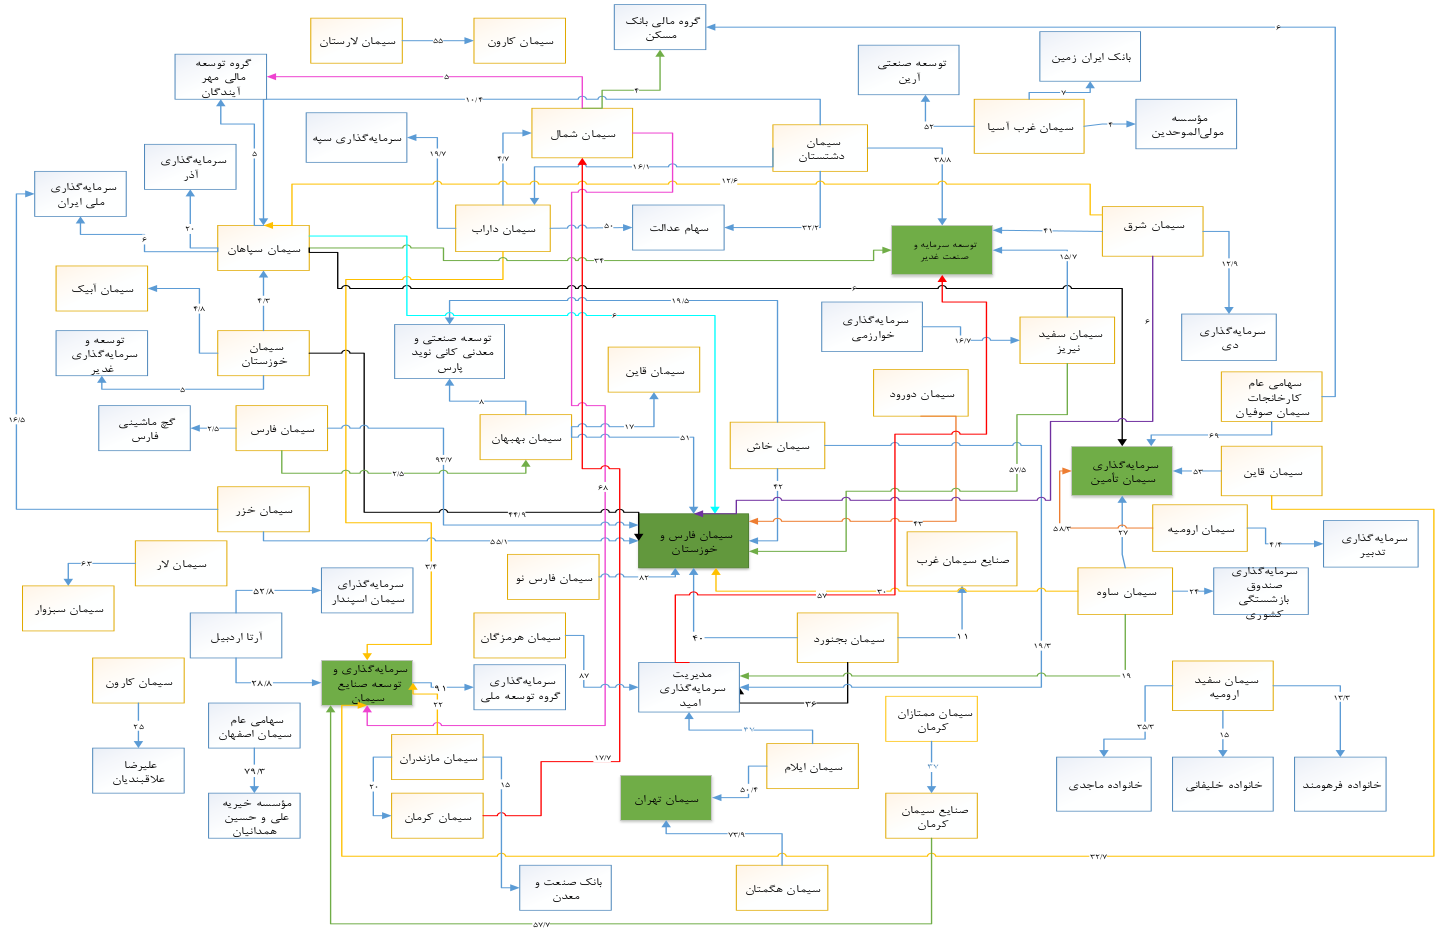 گروه مالی بانک
مسکن
۶
سیمان لارستان
۵۵
سیمان کارون
گروه توسعه
مالی مهر
آیندگان
۵
۴
۱۰/۴
توسعه صنعتی
آرین
بانک ایران زمین
۷
۵۲
سیمان غرب آسیا
۴
مؤسسه
مولی‌الموحدین
سرمایه‌گذاری سپه
۱۹/۷
۴/۷
سیمان شمال
سیمان
دشتستان
۱۶/۱
۳۸/۸
۱۲/۶
سرمایه‌گذاری
آذر
۵
سرمایه‌گذاری
ملی ایران
۲۰
۶
سیمان سپاهان
سیمان داراب
۵۰
سهام عدالت
۳۲/۲
توسعه سرمایه و
صنعت غدیر
۴۱
سیمان شرق
۱۲/۹
۳۴
۱۵/۷
۶
سیمان آبیک
۴/۸
۴/۳
۱۹/۵
۶
۶
سرمایه‌گذاری
خوارزمی
۱۶/۷
سیمان سفید
نیریز
سرمایه‌گذاری
دی
توسعه و
سرمایه‌گذاری
غدیر
سیمان
خوزستان
۵
توسعه صنعتی و
معدنی کانی نوید
پارس
سیمان قاین
۸
۱۷
سیمان دورود
سهامی عام
کارخانجات
سیمان صوفیان
۶۹
۱۶/۵
گچ ماشینی
فارس
۲/۵
سیمان فارس
۹۳/۷
۲/۵
سیمان بهبهان
۵۱
سیمان خاش
۴۲
۵۷/۵
سرمایه‌گذاری
سیمان تأمین
۵۳
سیمان قاین
۶۸
سیمان خزر
۴۴/۹
۵۵/۱
سیمان فارس و
خوزستان
۴۳
۵۸/۳
۲۷
سیمان ارومیه
۴/۴
سرمایه‌گذاری
تدبیر
سیمان لار
۶۳
سیمان سبزوار
۳/۴
سیمان فارس نو
۸۲
صنایع سیمان غرب
۳۰
۵۷
سیمان ساوه
۲۴
سرمایه‌گذاری
صندوق
بازشستگی
کشوری
۵۳/۸
سرمایه‌گذرای
سیمان اسپندار
آرتا اردبیل
۳۸/۸
سیمان هرمزگان
۸۷
۴۰
سیمان بجنورد
۱۱
۱۹/۳
۱۹
سیمان کارون
۲۵
سرمایه‌گذاری و
توسعه صنایع
سیمان
۹۱
سرمایه‌گذاری
گروه توسعه ملی
مدیریت
سرمایه‌گذاری
امید
۳۶
سیمان سفید
ارومیه
۳۵/۳
۱۵
۱۳/۳
سهامی عام
سیمان اصفهان
۷۹/۳
۲۲
سیمان ممتازان
کرمان
۳۷
علیرضا
علاقبندیان
سیمان مازندران
۲۰
۱۵
۱۷/۷
۳۷
سیمان ایلام
۵۰/۴
خانواده ماجدی
خانواده خلیفانی
خانواده فرهومند
مؤسسه خیریه
علی و حسین
همدانیان
سیمان کرمان
سیمان تهران
۷۳/۹
صنایع سیمان
کرمان
۳۲/۷
بانک صنعت و
معدن
سیمان هگمتان
۵۷/۷